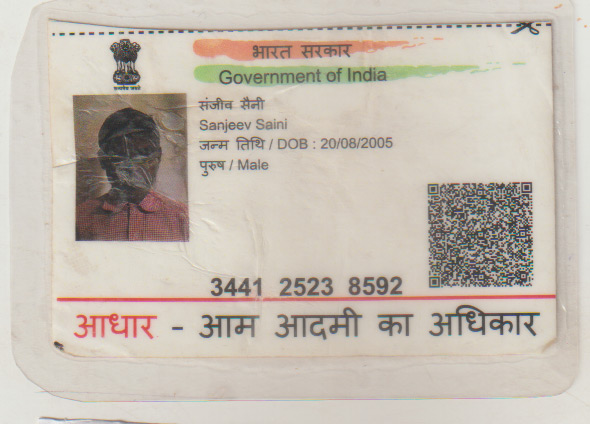 भारत सरकार
Government of India
संजीव सैनी
Sanjeev Saini
जन्म तिथि / DOB : 20/08/2005
पुरुष / Male
3441 2523 8592
आधार - आम आदमी का अधिकार